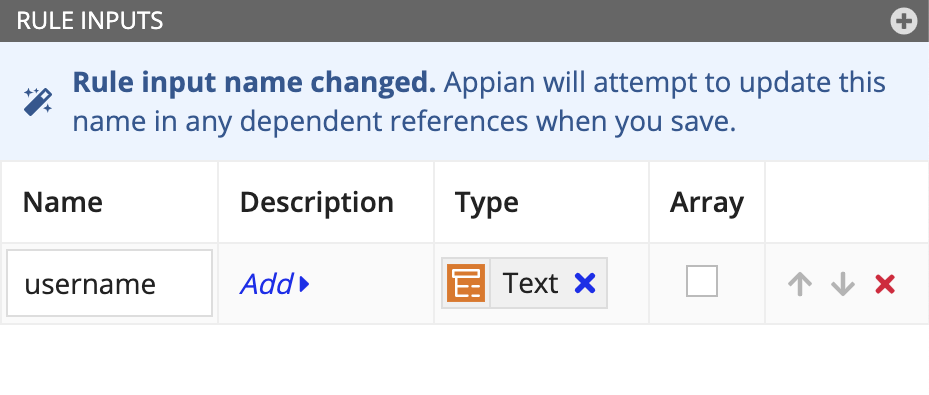 RULE INPUTS
Rule input name changed. Appian will attempt to update this
name in any dependent references when you save.
Name Description Type Array
username Add Text